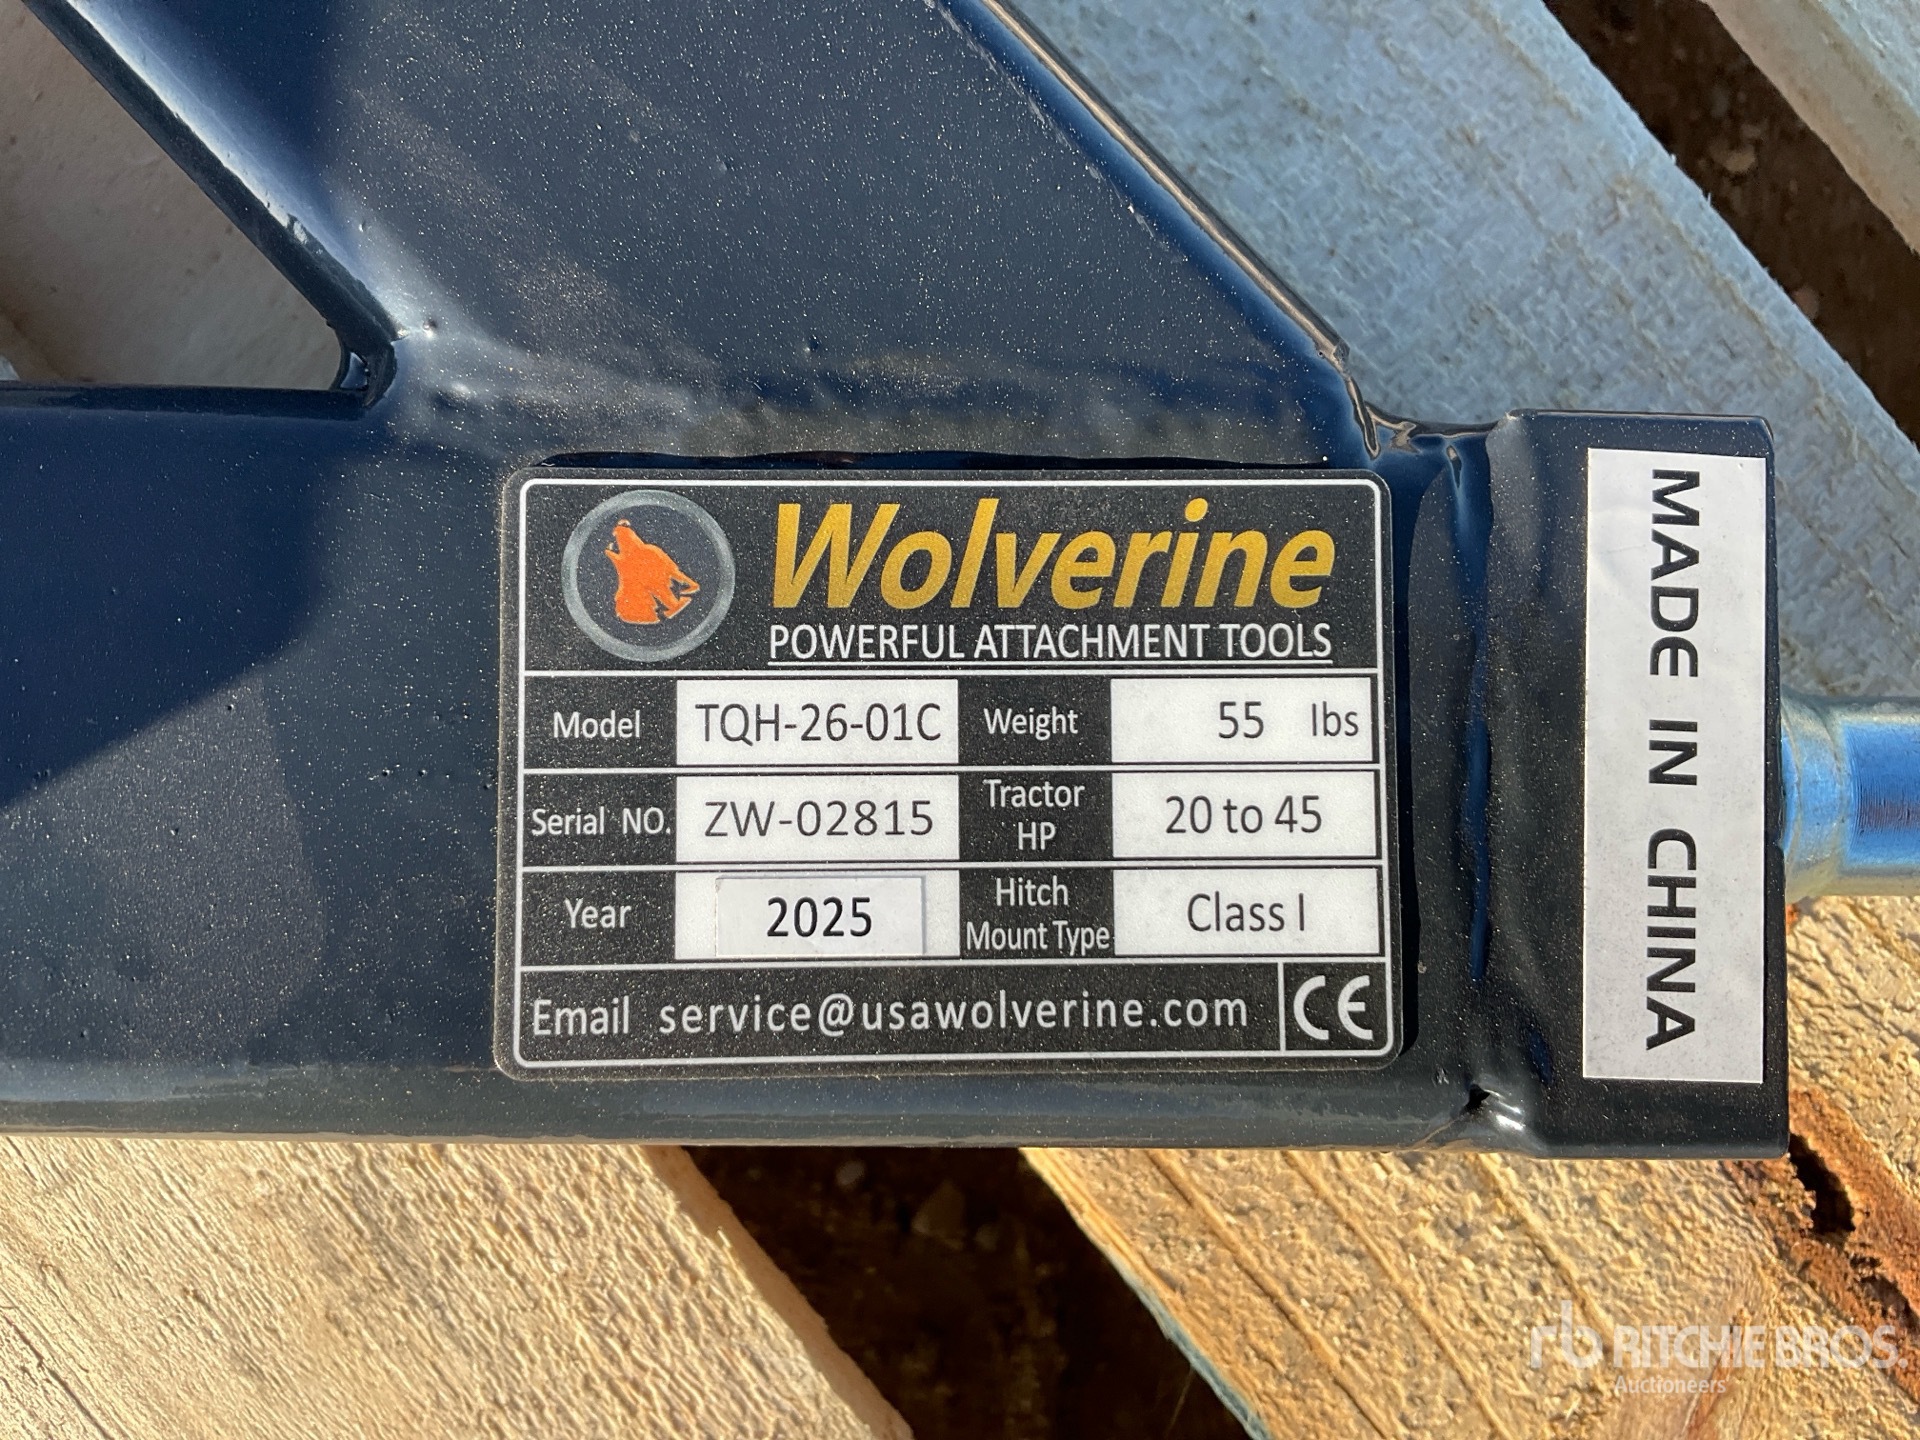 Wolverine
POWERFUL ATTACHMENT TOOLS
Model TQH-26-01C Weight 55 lbs
Serial NO. ZW-02815 Tractor HP 20 to 45
Year 2025 Hitch Mount Type Class I
Email service@usawolverine.com CE
MADE IN CHINA
rb RITCHIE BROS.
Auctioneers